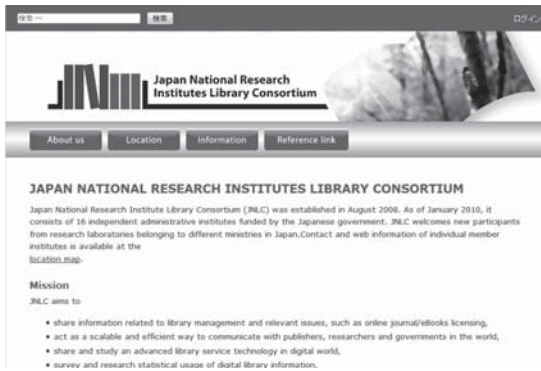 検索
検索
ログイン
Japan National Research
Institutes Library Consortium
About us
Location
Information
Reference link
JAPAN NATIONAL RESEARCH INSTITUTES LIBRARY CONSORTIUM
Japan National Research Institute Library Consortium (JNLC) was established in August 2008. As of January 2010, it
consists of 16 independent administrative institutes funded by the Japanese government. JNLC welcomes new participants
from research laboratories belonging to different ministries in Japan.Contact and web information of individual member
institutes is available at the
location map.
Mission
JNLC aims to
• share information related to library management and relevant issues, such as online journal/eBooks licensing,
• act as a scalable and efficient way to communicate with publishers, researchers and governments in the world,
• share and study an advanced library service technology in digital world,
• survey and research statistical usage of digital library information,